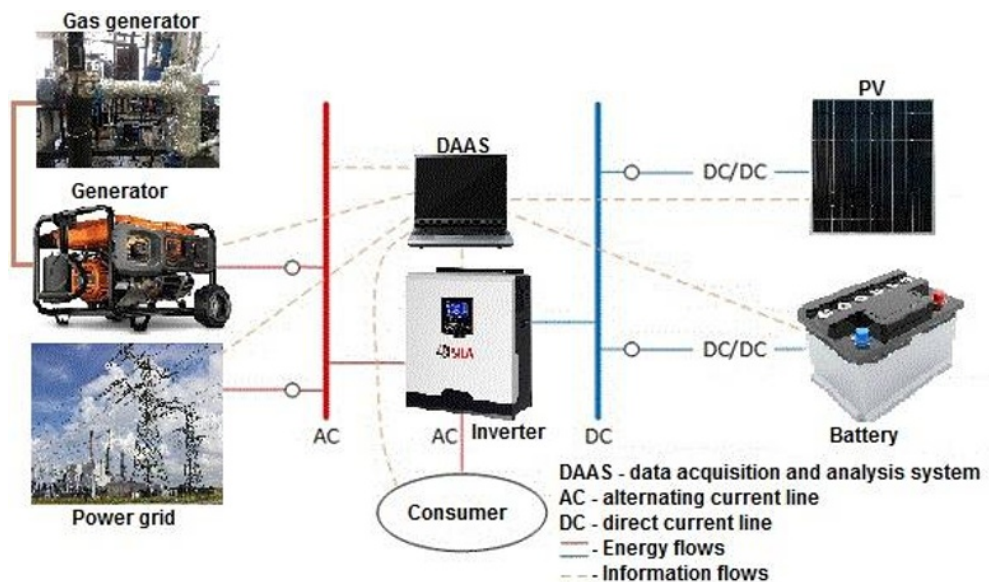 Gas generator
Generator
Power grid
AC
DAAS
SILA
AC
Inverter
Consumer
DC
DC/DC
DC/DC
PV
Battery
DAAS - data acquisition and analysis system
AC - alternating current line
DC - direct current line
- Energy flows
- Information flows